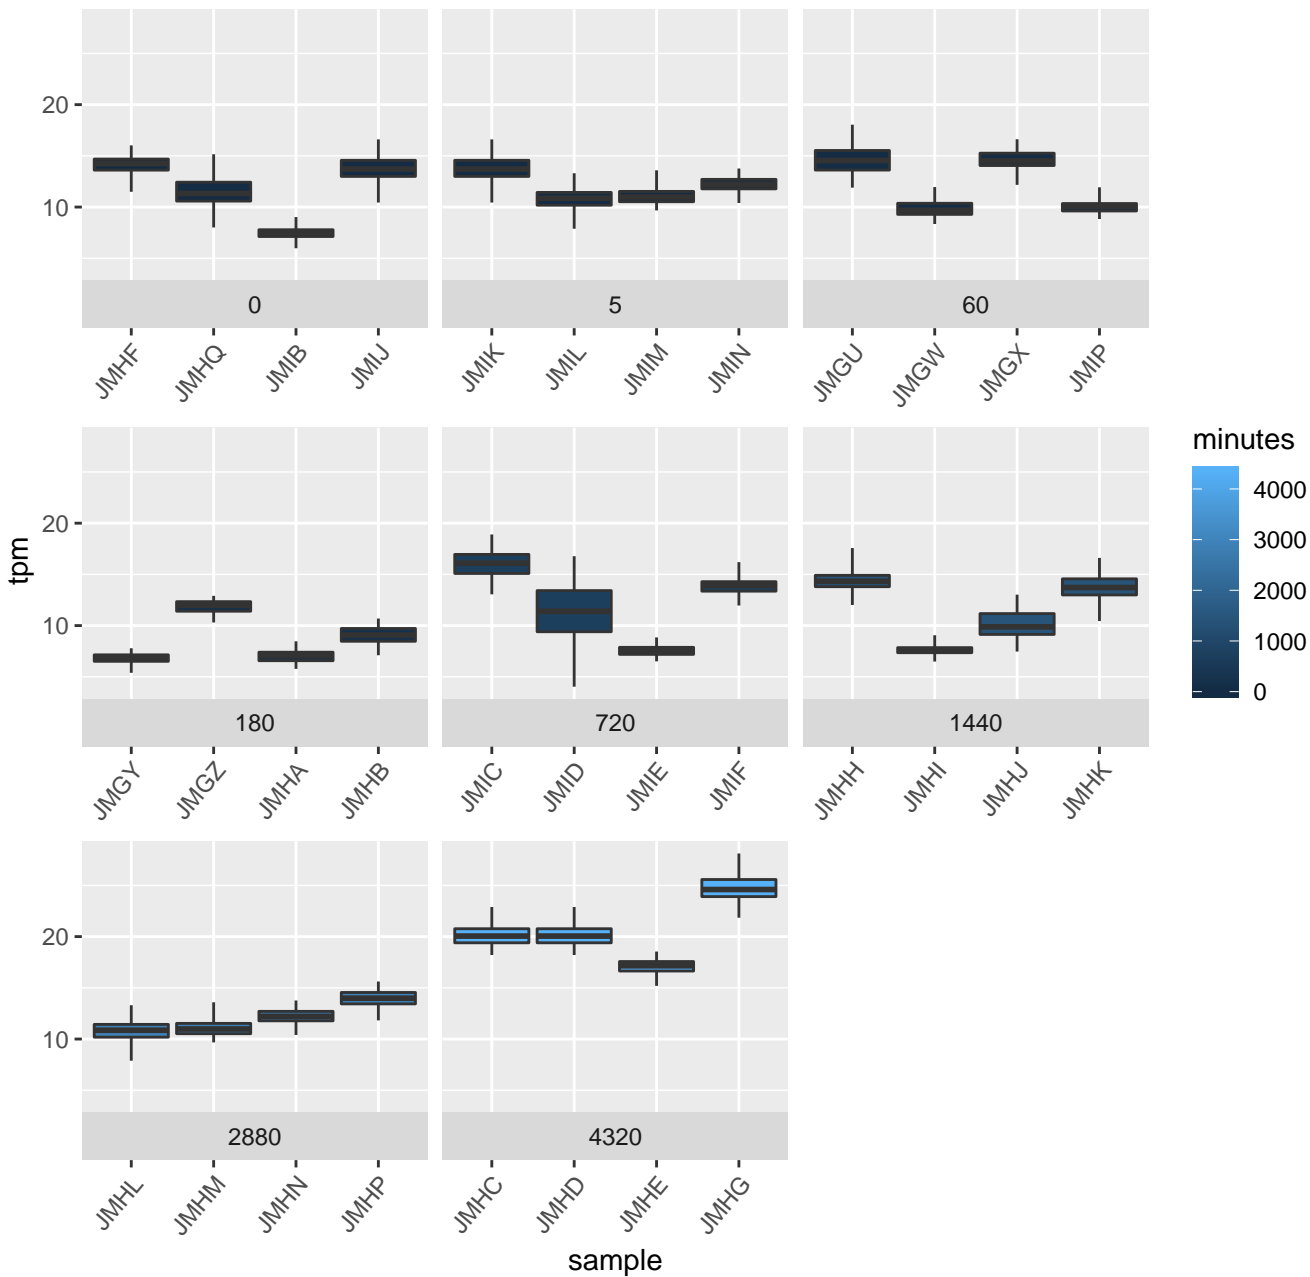 20
10
0
5
60
JMHF
JMHQ
JMIB
JMIJ
JMIK
JMIL
JMIM
JMIN
JMGU
JMGW
JMGX
JMIP
tpm
20
10
180
720
1440
JMGY
JMGZ
JMHA
JMHB
JMIC
JMID
JMIE
JMIF
JMHH
JMHI
JMHJ
JMHK
minutes
4000
3000
2000
1000
0
20
10
2880
4320
JMHL
JMHM
JMHN
JMHP
JMHC
JMHD
JMHE
JMHG
sample